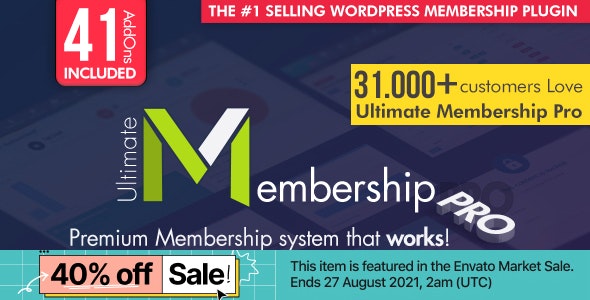 41
AddOns
INCLUDED
THE #1 SELLING WORDPRESS MEMBERSHIP PLUGIN
31.000+ customers Love
Ultimate Membership Pro
Ultimate
Membership PRO
Premium Membership system that works!
40% off Sale!
This item is featured in the Envato Market Sale.
Ends 27 August 2021, 2am (UTC)